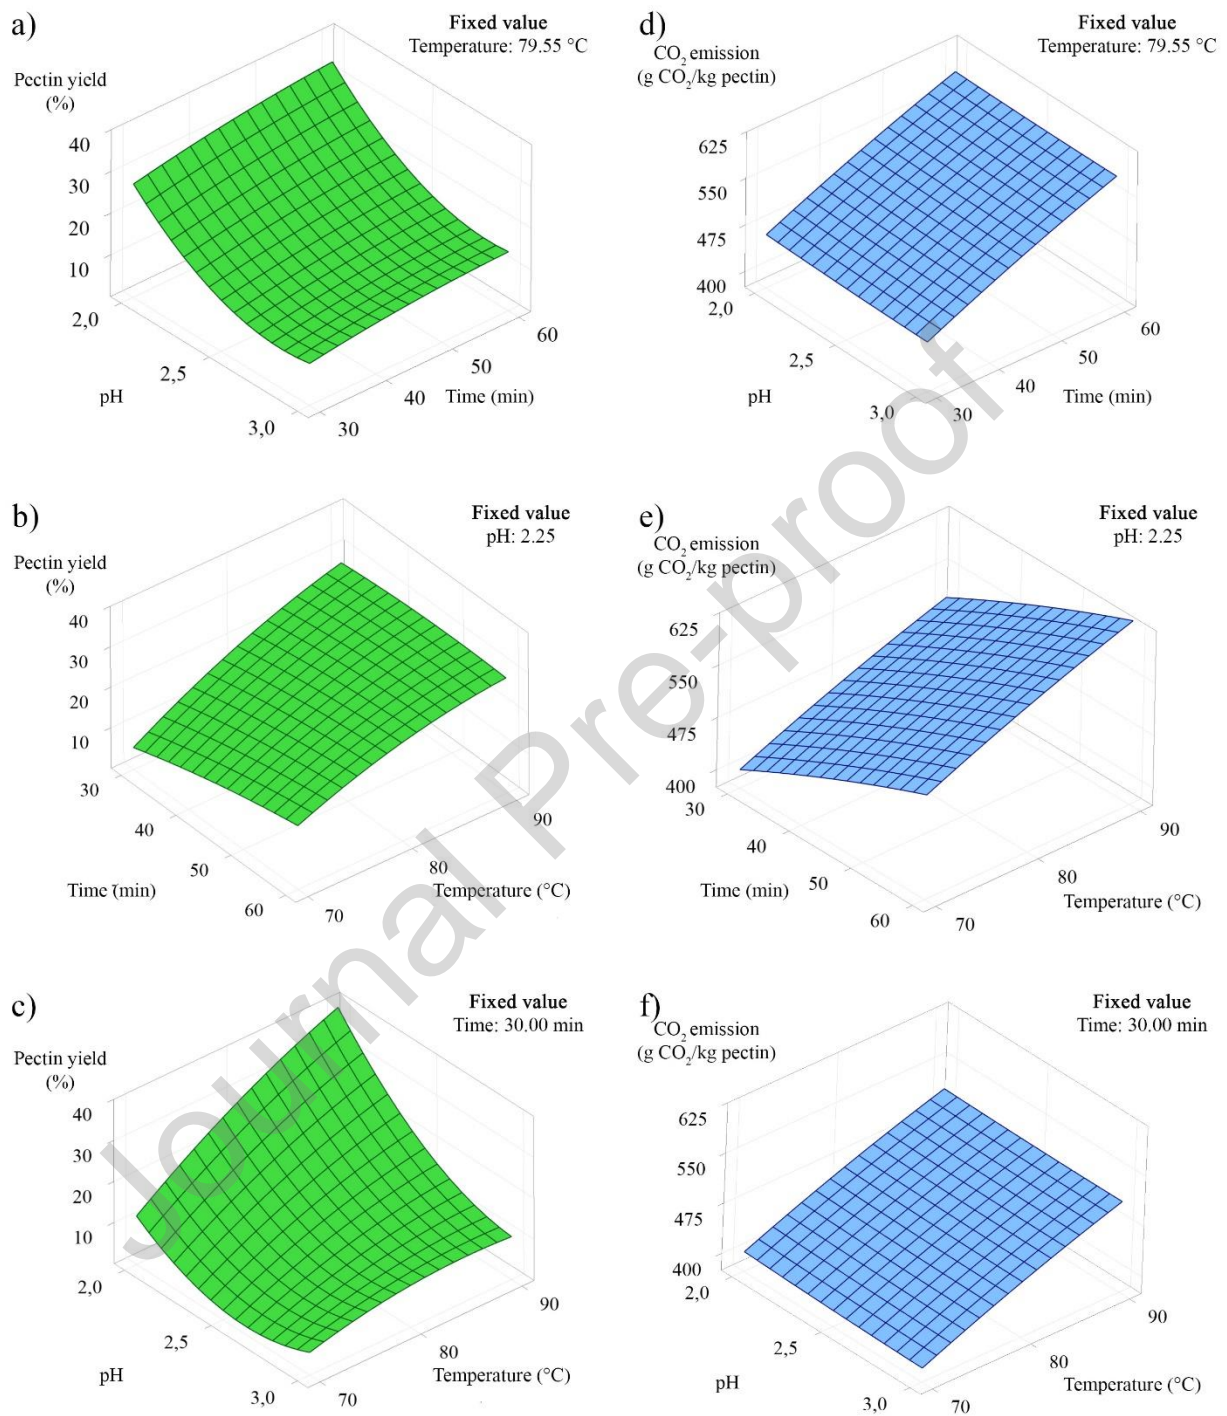 a)
Fixed value
Temperature: 79.55 °C
Pectin yield
(%)
40
30
20
10
2,0
2,5
3,0
pH
30
40
50
60
Time (min)
d)
Fixed value
Temperature: 79.55 °C
CO2 emission
(g CO2/kg pectin)
625
550
475
400
2,0
2,5
3,0
pH
30
40
50
60
Time (min)
b)
Fixed value
pH: 2.25
Pectin yield
(%)
40
30
20
10
30
40
50
60
Time (min)
70
80
90
Temperature (°C)
e)
Fixed value
pH: 2.25
CO2 emission
(g CO2/kg pectin)
625
550
475
400
30
40
50
60
Time (min)
70
80
90
Temperature (°C)
c)
Fixed value
Time: 30.00 min
Pectin yield
(%)
40
30
20
10
2,0
2,5
3,0
pH
70
80
90
Temperature (°C)
f)
Fixed value
Time: 30.00 min
CO2 emission
(g CO2/kg pectin)
625
550
475
400
2,0
2,5
3,0
pH
70
80
90
Temperature (°C)
Journal Pre-proof